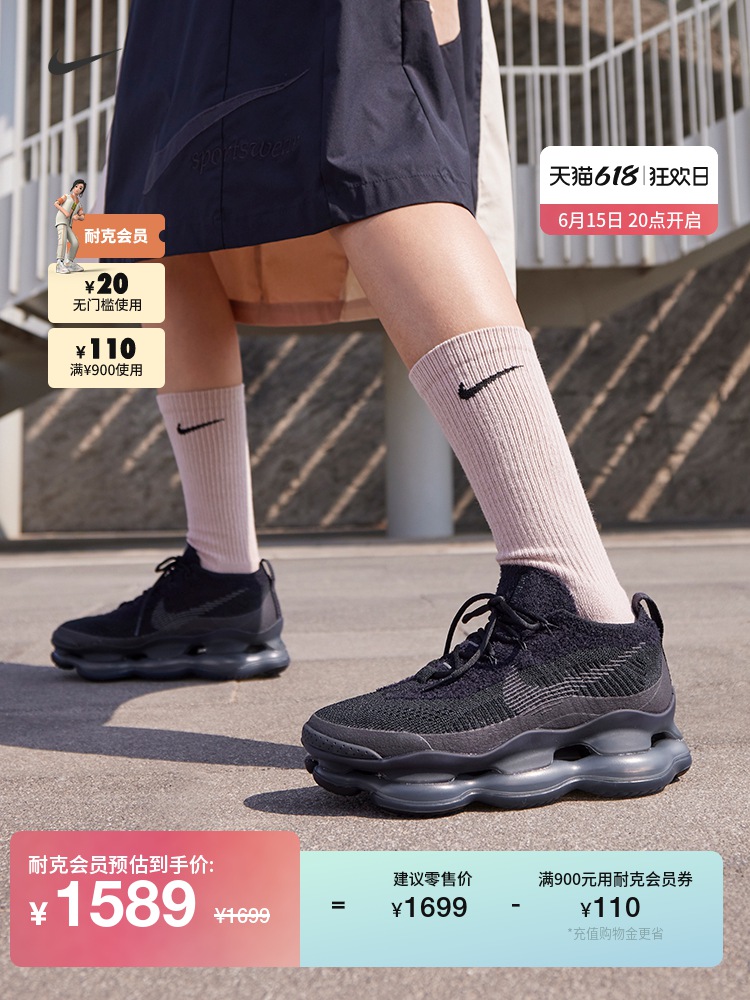 sportswear
天猫618 狂欢日
6月15日 20点开启
耐克会员
¥20
无门槛使用
¥110
满¥900使用
耐克会员预估到手价:
¥1589 ¥1699
=
建议零售价
¥1699
-
满900元用耐克会员券
¥110
*充值购物金更省